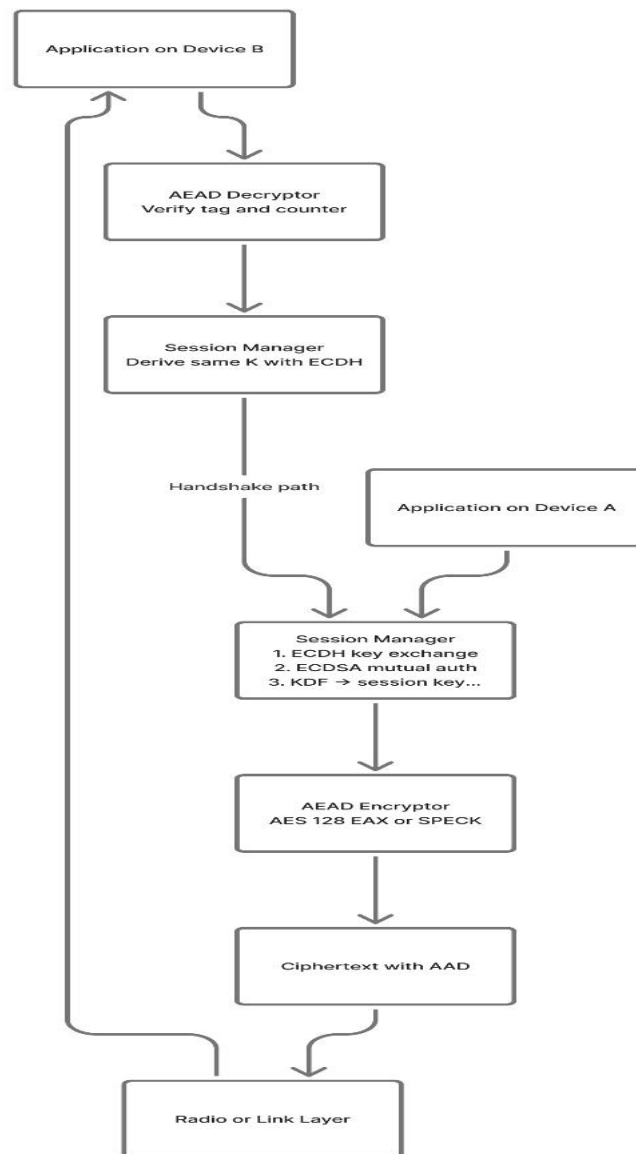 Application on Device B
AEAD Decryptor
Verify tag and counter
Session Manager
Derive same K with ECDH
Handshake path
Application on Device A
Session Manager
1. ECDH key exchange
2. ECDSA mutual auth
3. KDF → session key...
AEAD Encryptor
AES 128 EAX or SPECK
Ciphertext with AAD
Radio or Link Layer